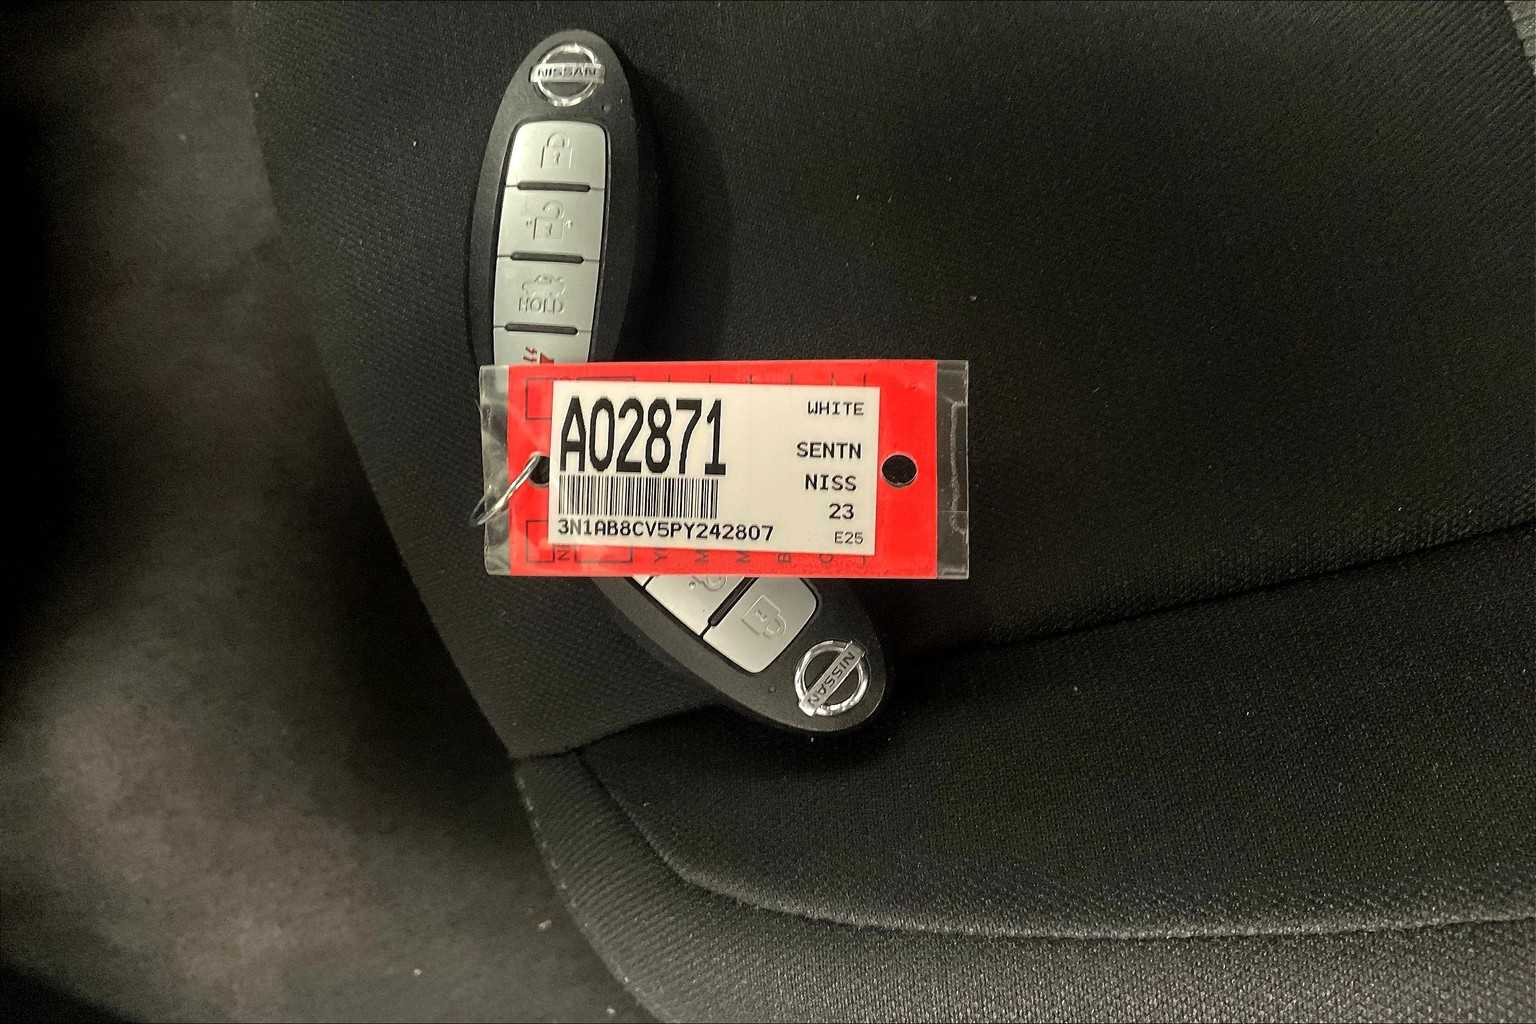 NISSAN
HOLD
A02871
WHITE
SENTN
NISS
23
3N1AB8CV5PY242807
E25
NISSAN